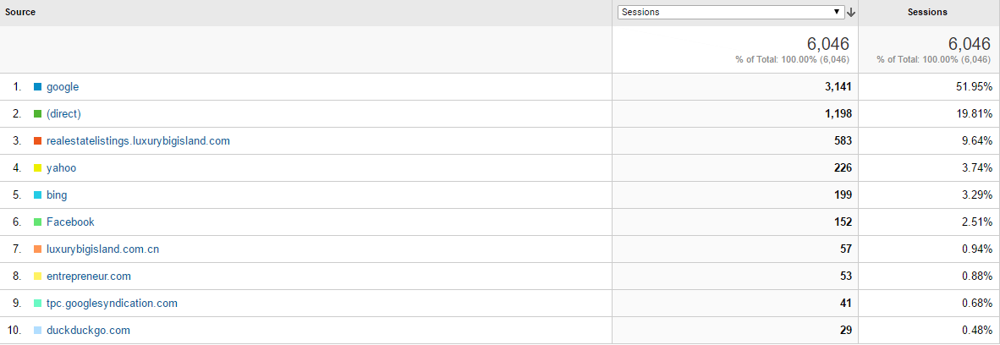 Source Sessions Sessions
6,046 6,046
% of Total: 100.00% (6,046) % of Total: 100.00% (6,046)
1. google 3,141 51.95%
2. (direct) 1,198 19.81%
3. realestatelistings.luxurybigisland.com 583 9.64%
4. yahoo 226 3.74%
5. bing 199 3.29%
6. Facebook 152 2.51%
7. luxurybigisland.com.cn 57 0.94%
8. entrepreneur.com 53 0.88%
9. tpc.googlesyndication.com 41 0.68%
10. duckduckgo.com 29 0.48%